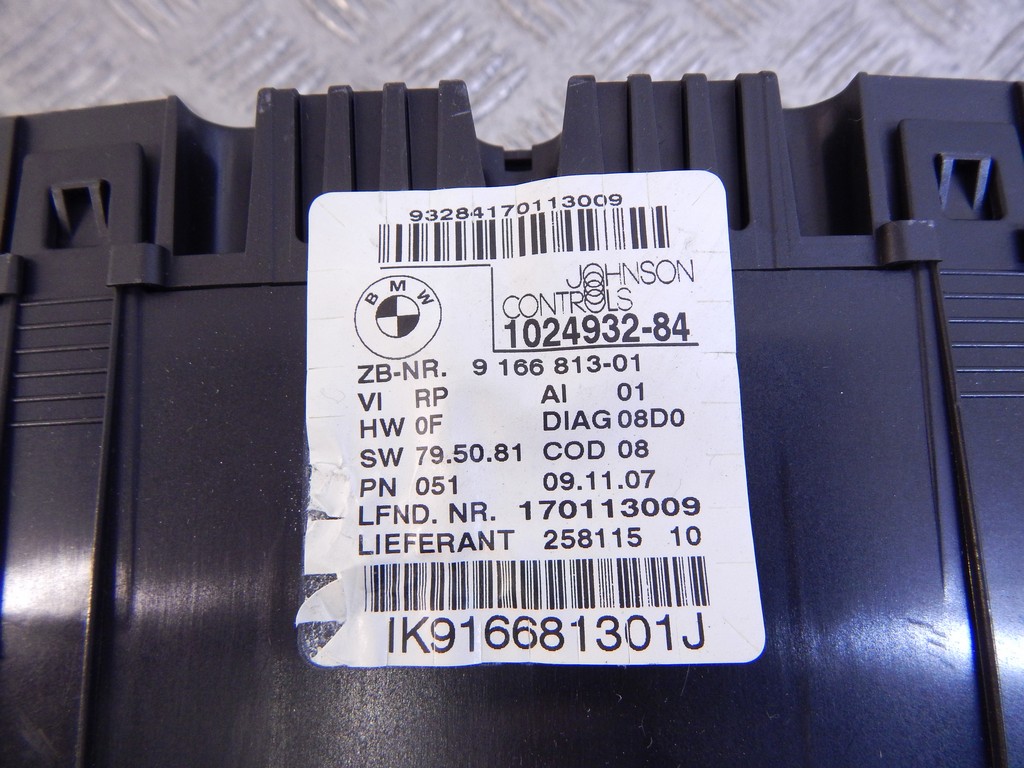 93284170113009
BMW
JOHNSON
CONTROLS
1024932-84
ZB-NR. 9 166 813-01
VI RP AI 01
HW 0F DIAG 08D0
SW 79.50.81 COD 08
PN 051 09.11.07
LFND. NR. 170113009
LIEFERANT 258115 10
IK916681301J